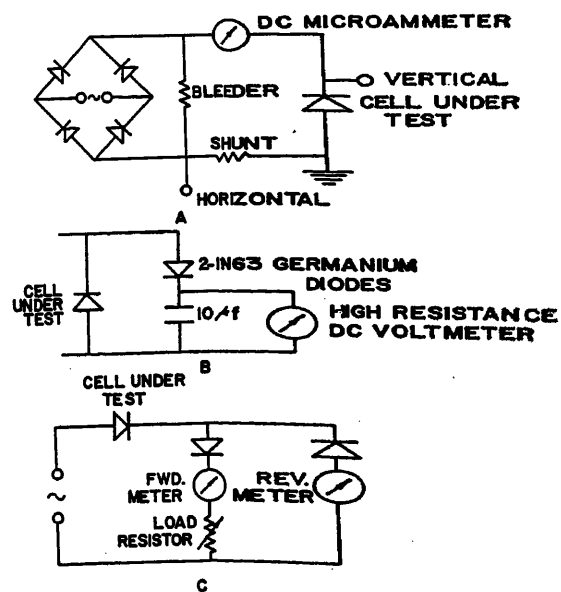 DC MICROAMMETER
BLEEDER
VERTICAL
CELL UNDER
TEST
SHUNT
HORIZONTAL
A
2-IN63 GERMANIUM
DIODES
CELL
UNDER
TEST
10μf
HIGH RESISTANCE
DC VOLTMETER
B
CELL UNDER
TEST
FWD.
METER
REV.
METER
LOAD
RESISTOR
C